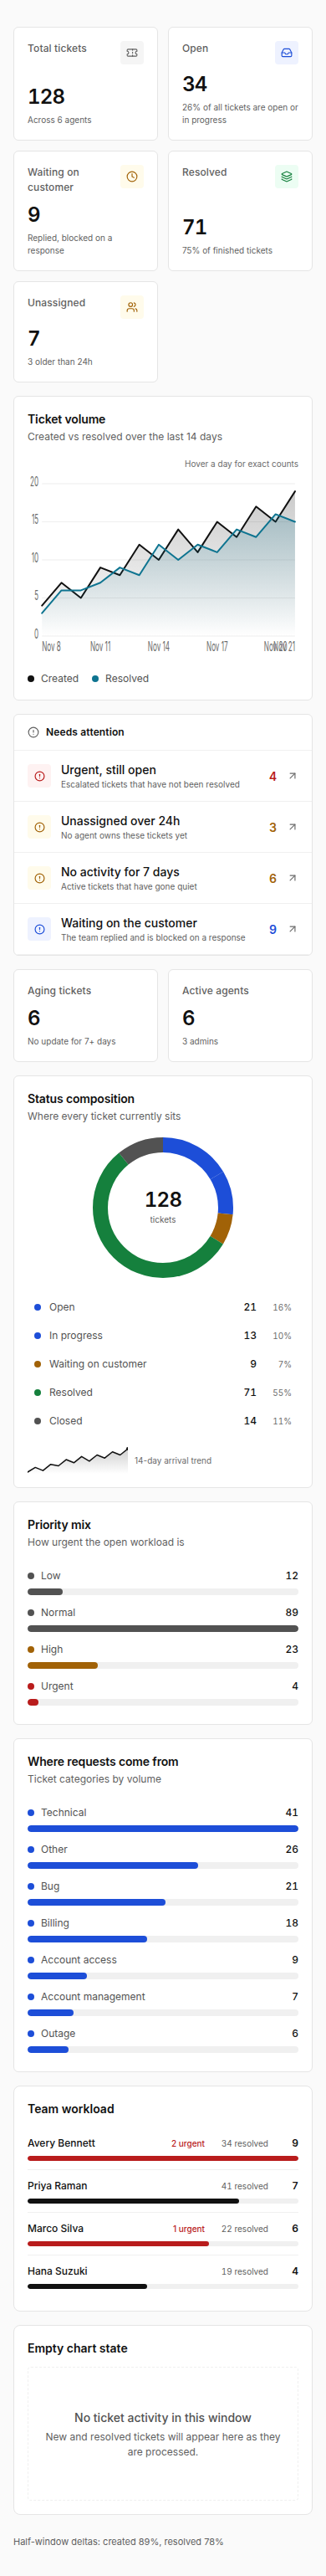 Total tickets
128
Across 6 agents
Open
34
26% of all tickets are open or
in progress
Waiting on
customer
9
Replied, blocked on a
response
Resolved
71
75% of finished tickets
Unassigned
7
3 older than 24h
Ticket volume
Created vs resolved over the last 14 days
Hover a day for exact counts
20
15
10
5
0
Nov 8
Nov 11
Nov 14
Nov 17
Nov 20
Nov 21
Created
Resolved
Needs attention
Urgent, still open
Escalated tickets that have not been resolved
4
Unassigned over 24h
No agent owns these tickets yet
3
No activity for 7 days
Active tickets that have gone quiet
6
Waiting on the customer
The team replied and is blocked on a response
9
Aging tickets
6
No update for 7+ days
Active agents
6
3 admins
Status composition
Where every ticket currently sits
128
tickets
Open 21 16%
In progress 13 10%
Waiting on customer 9 7%
Resolved 71 55%
Closed 14 11%
14-day arrival trend
Priority mix
How urgent the open workload is
Low 12
Normal 89
High 23
Urgent 4
Where requests come from
Ticket categories by volume
Technical 41
Other 26
Bug 21
Billing 18
Account access 9
Account management 7
Outage 6
Team workload
Avery Bennett 2 urgent 34 resolved 9
Priya Raman 41 resolved 7
Marco Silva 1 urgent 22 resolved 6
Hana Suzuki 19 resolved 4
Empty chart state
No ticket activity in this window
New and resolved tickets will appear here as they
are processed.
Half-window deltas: created 89%, resolved 78%